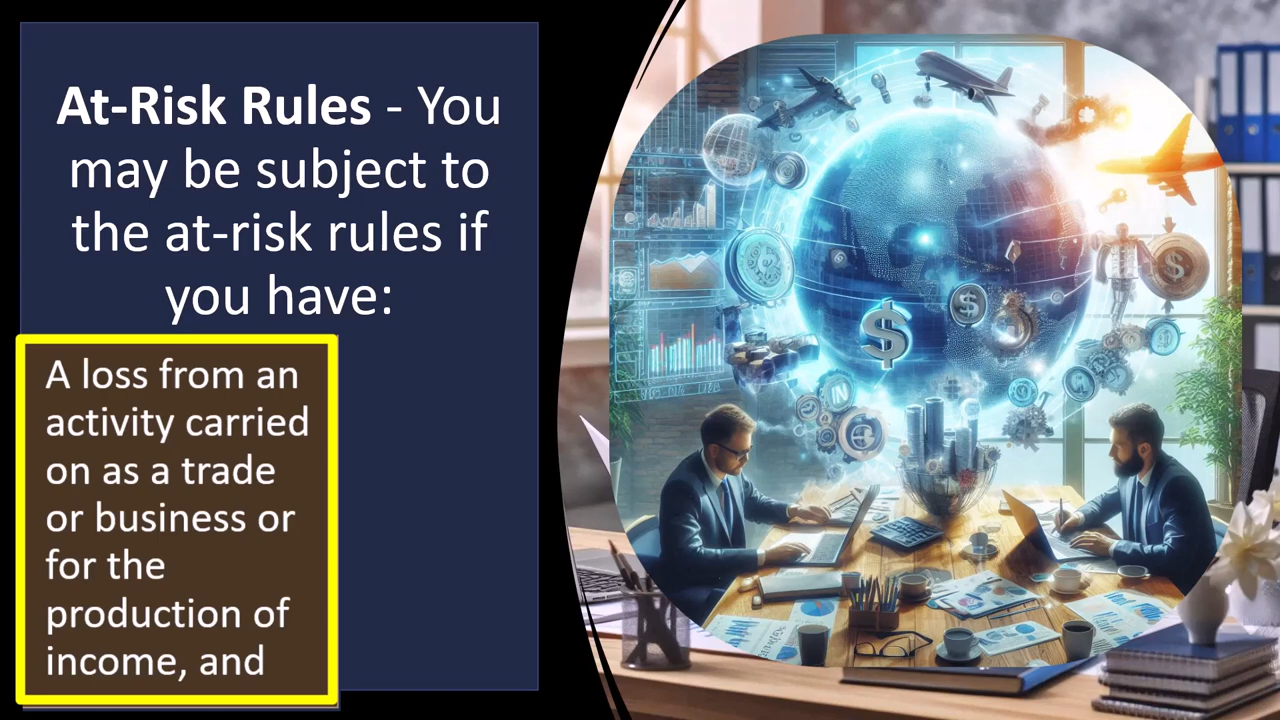 At-Risk Rules - You
may be subject to
the at-risk rules if
you have:
A loss from an
activity carried
on as a trade
or business or
for the
production of
income, and